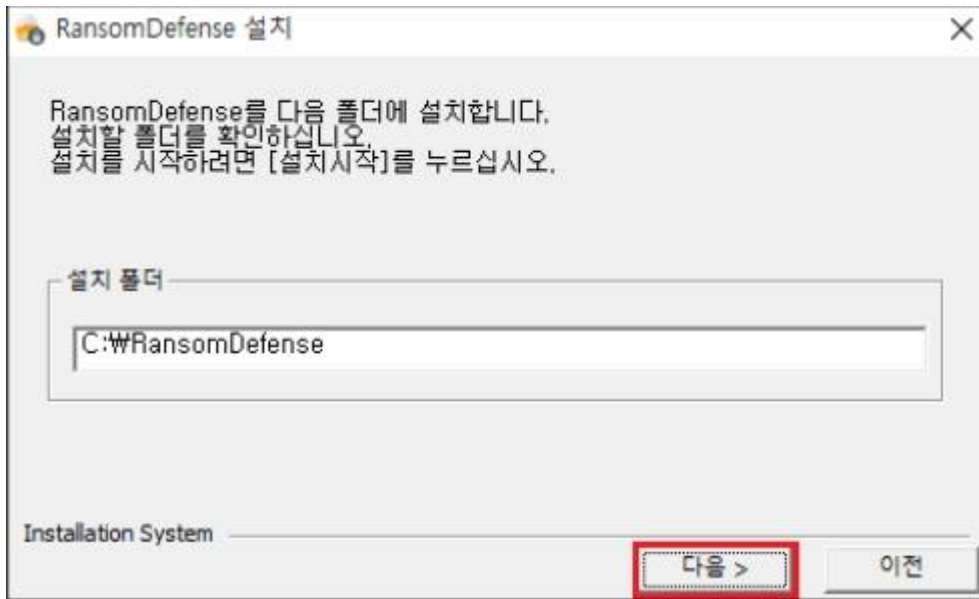 RansomDefense 설치
RansomDefense를 다음 폴더에 설치합니다.
설치할 폴더를 확인하십니오.
설치를 시작하려면 [설치시작]를 누르십시오.
설치 폴더
C:₩RansomDefense
Installation System
다음 >
이전